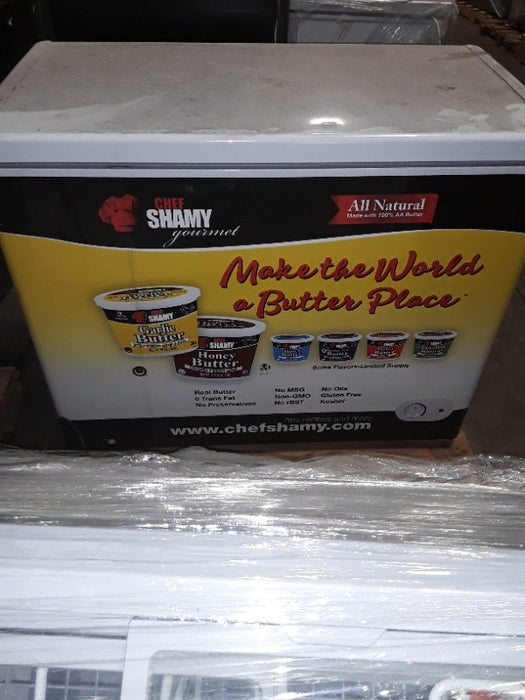 CHEF
SHAMY
gourmet
All Natural
Made with 100% AA Butter
Make the World
a Butter Place
SHAMY
Garlic
Butter
SHAMY
Honey
Butter
Some Flavors-Limited Supply
Real Butter
0 Trans Fat
No Preservatives
No MSG
Non-GMO
No rBST
No Oils
Gluten Free
Kosher
www.chefshamy.com